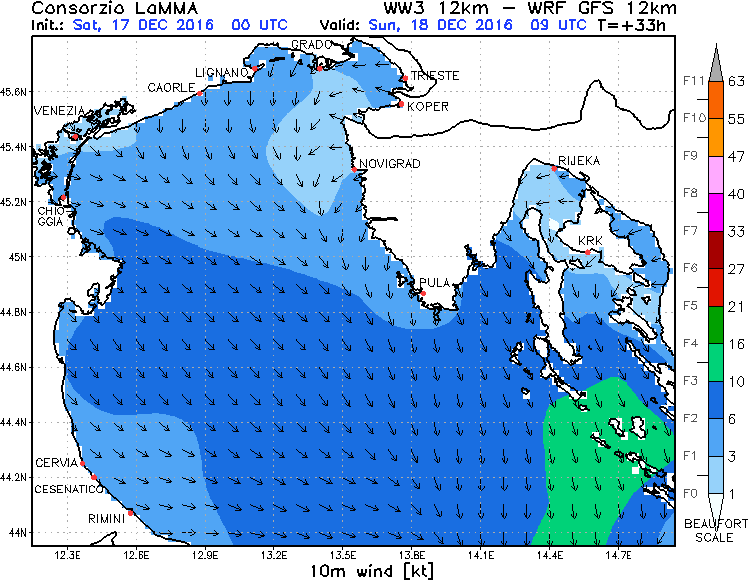 Consorzio LaMMA WW3 12km – WRF GFS 12km
Init.: Sat, 17 DEC 2016 00 UTC Valid: Sun, 18 DEC 2016 09 UTC T=+33h
GRADO
LIGNANO
TRIESTE
CAORLE
KOPER
VENEZIA
NOVIGRAD
RIJEKA
CHIO-
GGIA
KRK
PULA
CERVIA
CESENATICO
RIMINI
45.6N
45.4N
45.2N
45N
44.8N
44.6N
44.4N
44.2N
44N
12.3E 12.6E 12.9E 13.2E 13.5E 13.8E 14.1E 14.4E 14.7E
10m wind [kt]
F11 63
F10 55
F9 47
F8 40
F7 33
F6 27
F5 21
F4 16
F3 10
F2 6
F1 3
F0 1
BEAUFORT
SCALE